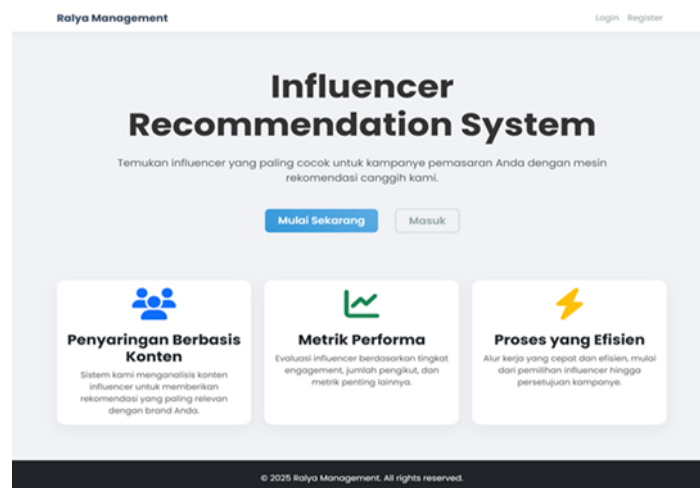 Ralya Management
Login Register
Influencer
Recommendation System
Temukan influencer yang paling cocok untuk kampanye pemasaran Anda dengan mesin
rekomendasi canggih kami.
Mulai Sekarang
Masuk
Penyaringan Berbasis
Konten
Sistem kami menganalisis konten
influencer untuk memberikan
rekomendasi yang paling relevan
dengan brand Anda.
Metrik Performa
Evaluasi influencer berdasarkan tingkat
engagement, jumlah pengikut, dan
metrik penting lainnya.
Proses yang Efisien
Alur kerja yang cepat dan efisien, mulai
dari pemilihan influencer hingga
persetujuan kampanye.
© 2025 Ralya Management. All rights reserved.